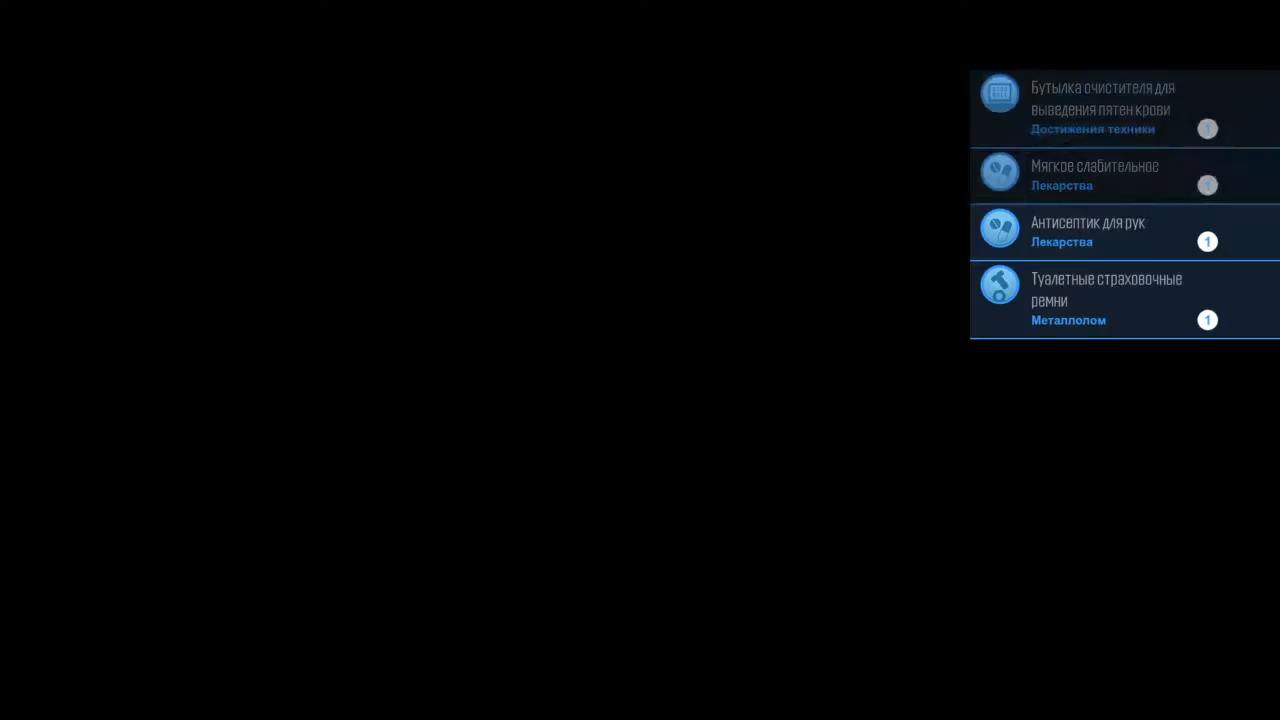 Бутылка очистителя для
выведения пятен крови
Достижения техники
1
Мягкое слабительное
Лекарства
1
Антисептик для рук
Лекарства
1
Туалетные страховочные
ремни
Металлолом
1